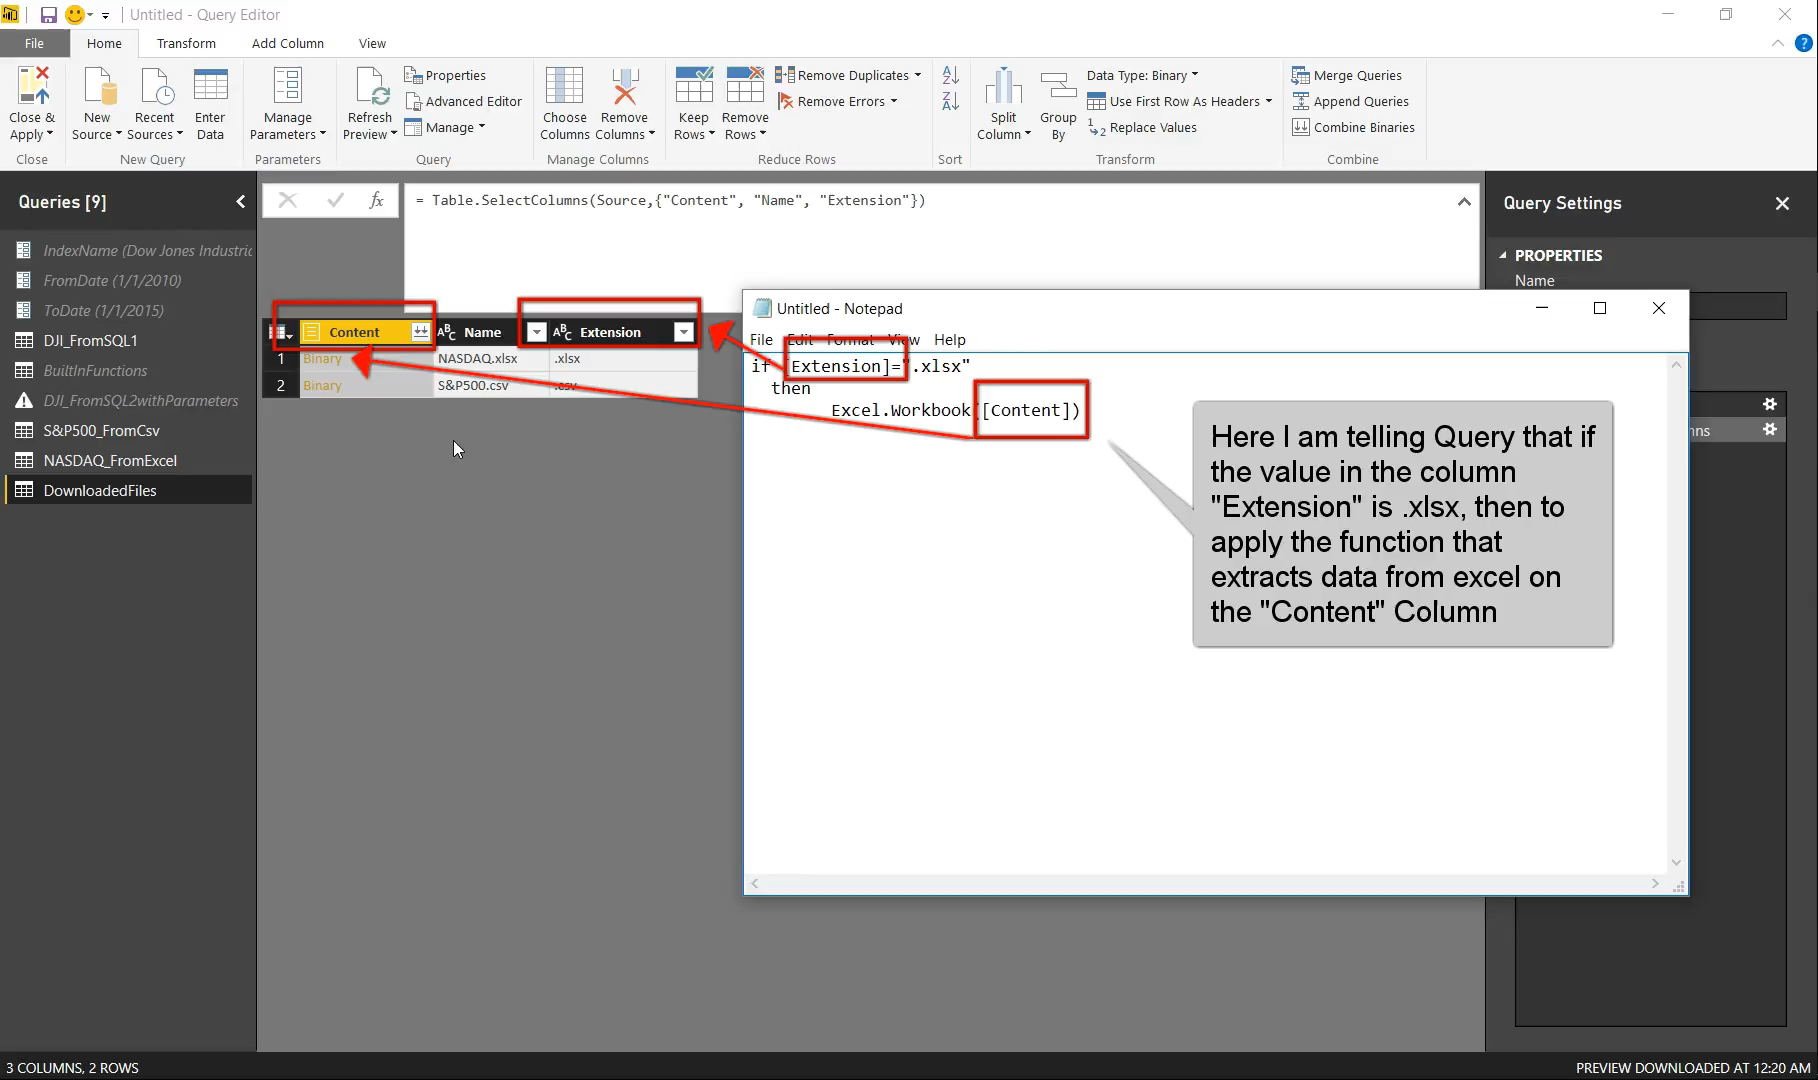 Untitled - Query Editor
File Home Transform Add Column View
Close & Apply
New Source
Recent Sources
Enter Data
Manage Parameters
Refresh Preview
Properties
Advanced Editor
Manage
Choose Columns
Remove Columns
Keep Rows
Remove Rows
Remove Duplicates
Remove Errors
Split Column
Group By
Data Type: Binary
Use First Row As Headers
Replace Values
Merge Queries
Append Queries
Combine Binaries
Close New Query Parameters Query Manage Columns Reduce Rows Sort Transform Combine
Queries [9]
IndexName (Dow Jones Industric
FromDate (1/1/2010)
ToDate (1/1/2015)
DJI_FromSQL1
BuiltInFunctions
DJI_FromSQL2withParameters
S&P500_FromCsv
NASDAQ_FromExcel
DownloadedFiles
fx = Table.SelectColumns(Source,{"Content", "Name", "Extension"})
Content Name Extension
1 Binary NASDAQ.xlsx .xlsx
2 Binary S&P500.csv .csv
Query Settings
PROPERTIES
Name
Untitled - Notepad
File Edit Format View Help
if [Extension]=".xlsx"
then
Excel.Workbook([Content])
Here I am telling Query that if
the value in the column
"Extension" is .xlsx, then to
apply the function that
extracts data from excel on
the "Content" Column
3 COLUMNS, 2 ROWS
PREVIEW DOWNLOADED AT 12:20 AM